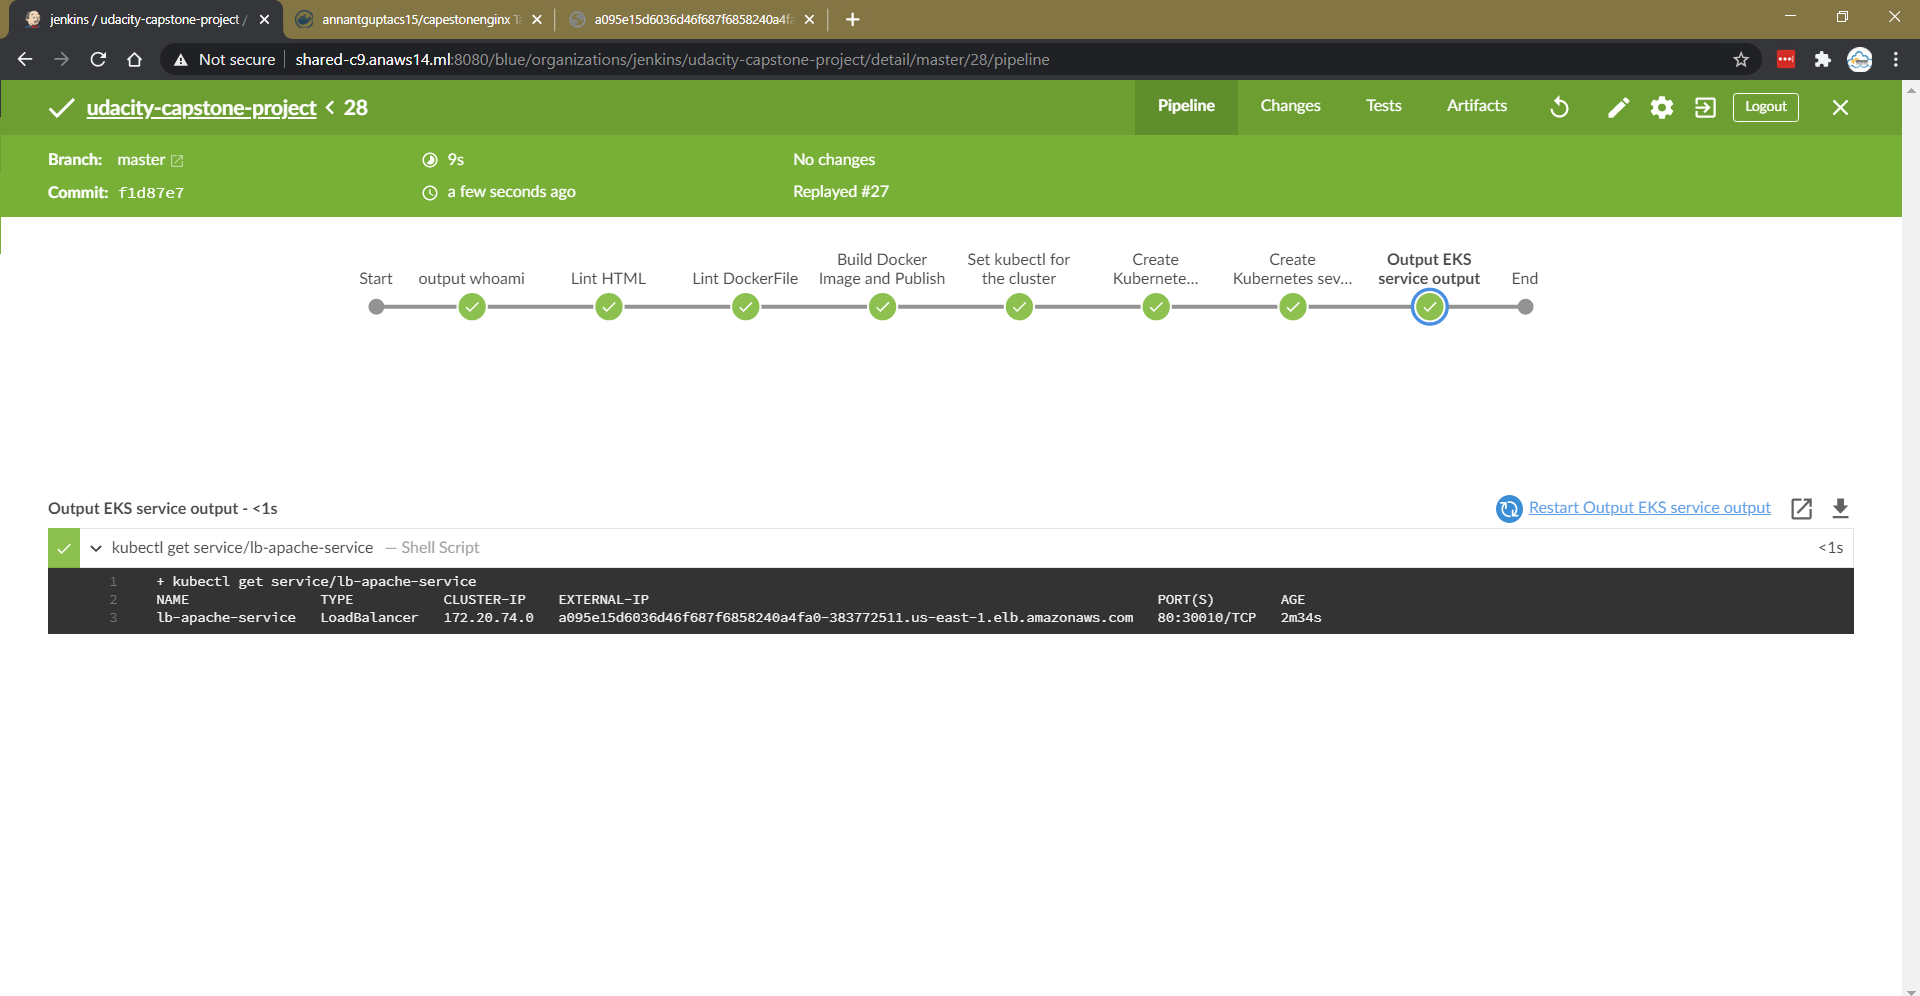 jenkins / udacity-capstone-project /
annantguptacs15/capestonenginx
a095e15d6036d46f687f6858240a4f
Not secure shared-c9.anaws14.ml:8080/blue/organizations/jenkins/udacity-capstone-project/detail/master/28/pipeline
udacity-capstone-project < 28 Pipeline Changes Tests Artifacts Logout
Branch: master 9s No changes
Commit: f1d87e7 a few seconds ago Replayed #27
Start output whoami Lint HTML Lint DockerFile Build Docker Image and Publish Set kubectl for the cluster Create Kubernete... Create Kubernetes sev... Output EKS service output End
Output EKS service output - <1s Restart Output EKS service output
kubectl get service/lb-apache-service — Shell Script <1s
1 + kubectl get service/lb-apache-service
2 NAME TYPE CLUSTER-IP EXTERNAL-IP PORT(S) AGE
3 lb-apache-service LoadBalancer 172.20.74.0 a095e15d6036d46f687f6858240a4fa0-383772511.us-east-1.elb.amazonaws.com 80:30010/TCP 2m34s